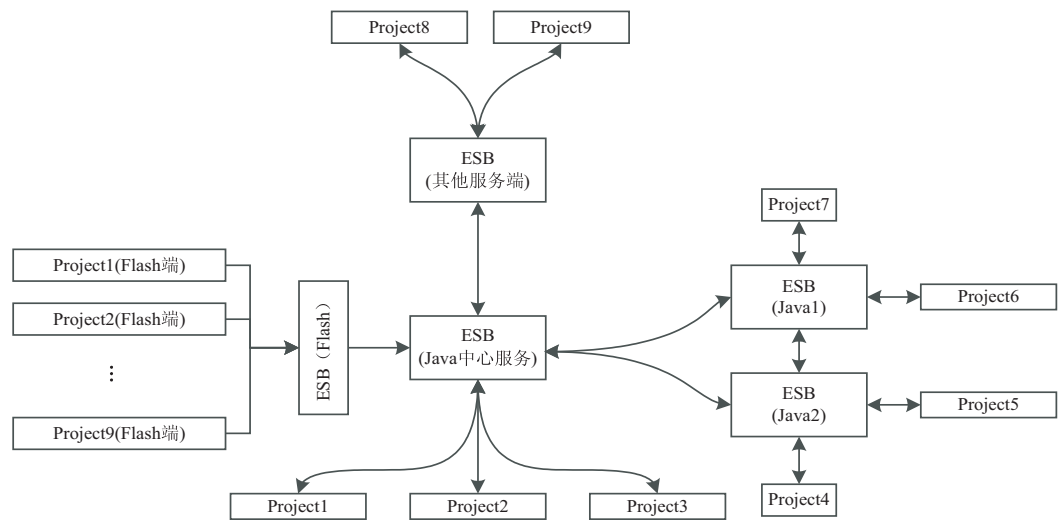 Project8
Project9
ESB
(其他服务端)
Project7
Project1(Flash端)
ESB
(Java1)
Project6
Project2(Flash端)
ESB（Flash）
ESB
(Java中心服务)
⋮
ESB
(Java2)
Project5
Project9(Flash端)
Project1
Project2
Project3
Project4